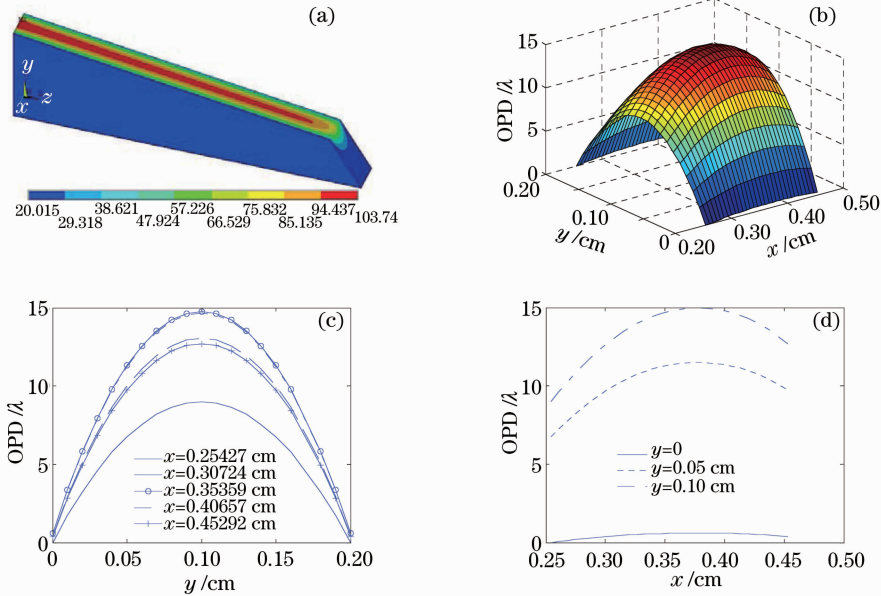 (a)
y
x
z
20.015 38.621 57.226 75.832 94.437
29.318 47.924 66.529 85.135 103.74
(b)
OPD/λ
15
10
5
0
0.20
0.10
0
y/cm
0.20
0.30
0.40
0.50
x/cm
(c)
OPD/λ
15
10
5
0
x=0.25427 cm
x=0.30724 cm
x=0.35359 cm
x=0.40657 cm
x=0.45292 cm
0 0.05 0.10 0.15 0.20
y/cm
(d)
OPD/λ
15
10
5
0
y=0
y=0.05 cm
y=0.10 cm
0.25 0.30 0.35 0.40 0.45 0.50
x/cm